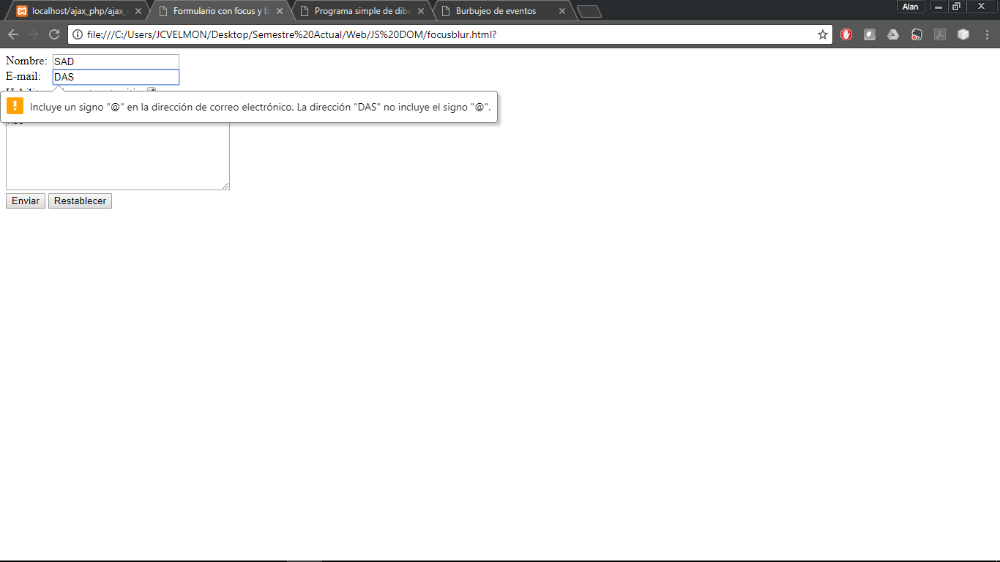 localhost/ajax_php/ajax_
Formulario con focus y b
Programa simple de dibu
Burbujeo de eventos
Alan
file:///C:/Users/JCVELMON/Desktop/Semestre%20Actual/Web/JS%20DOM/focusblur.html?
Nombre: SAD
E-mail: DAS
Incluye un signo "@" en la dirección de correo electrónico. La dirección "DAS" no incluye el signo "@".
Enviar Restablecer